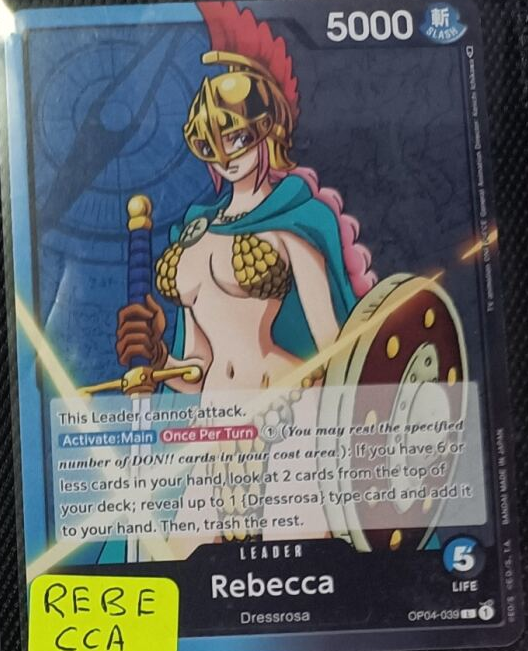 5000
斬
SLASH
This Leader cannot attack.
Activate:Main Once Per Turn ① (You may rest the specified
number of DON!! cards in your cost area.): If you have 6 or
less cards in your hand, look at 2 cards from the top of
your deck; reveal up to 1 {Dressrosa} type card and add it
to your hand. Then, trash the rest.
LEADER
Rebecca
Dressrosa
5
LIFE
OP04-039 L 1
BANDAI MADE IN JAPAN
REBE
CCA